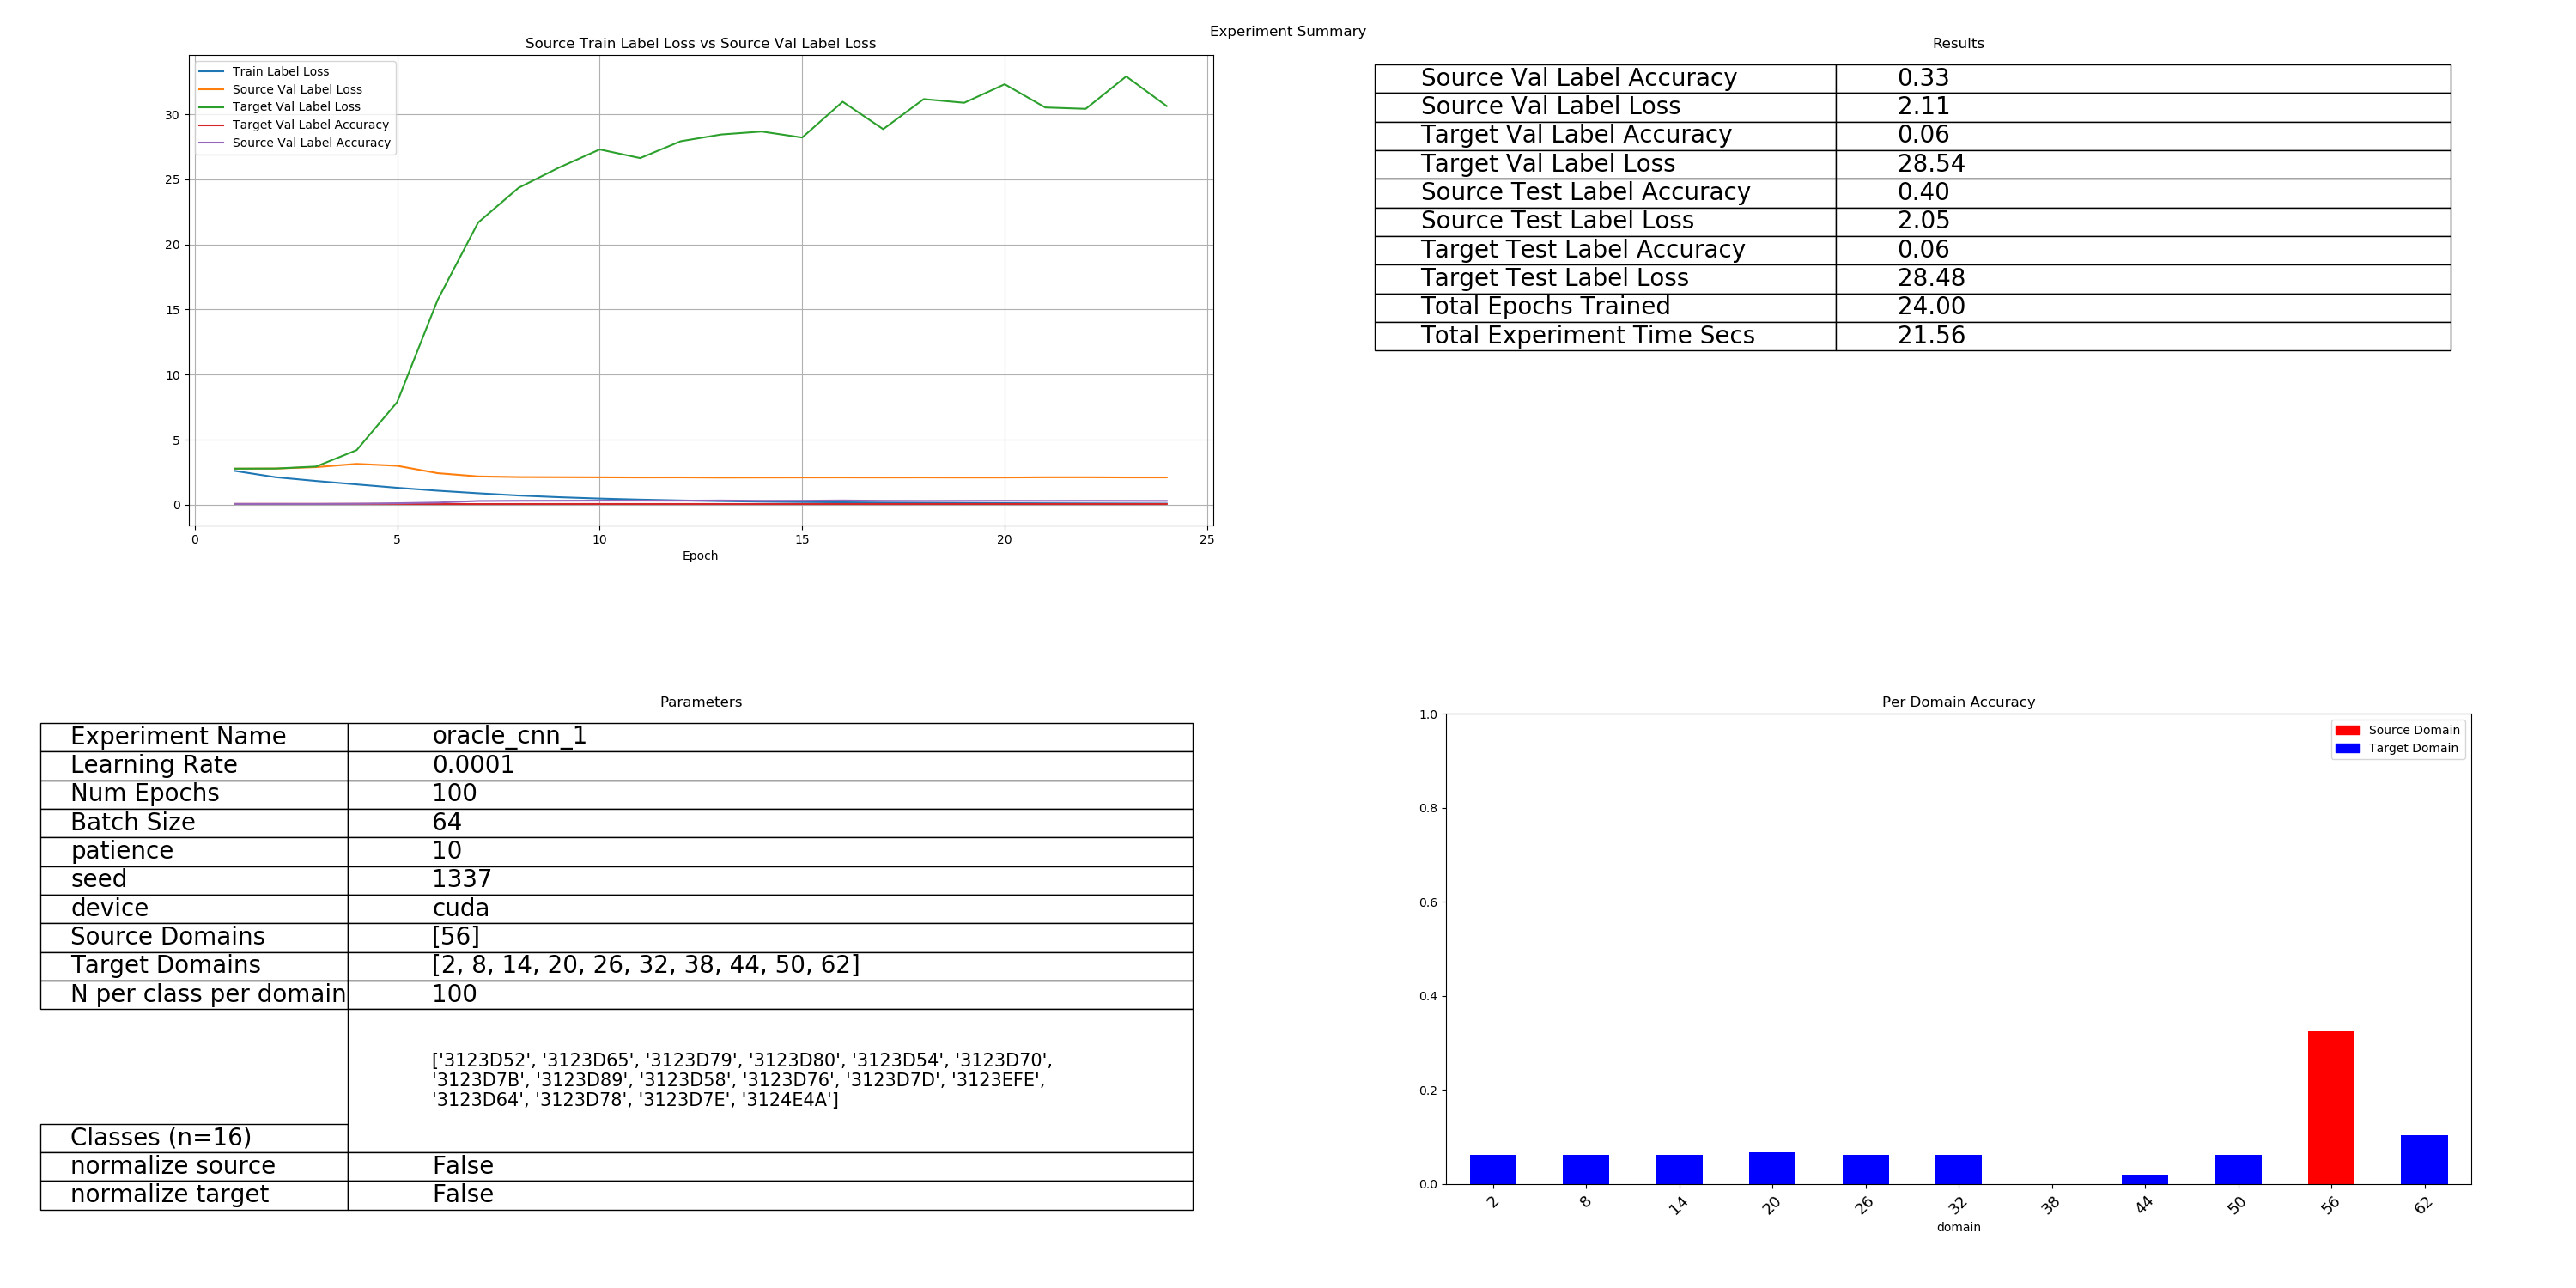 Experiment Summary
Source Train Label Loss vs Source Val Label Loss
Train Label Loss
Source Val Label Loss
Target Val Label Loss
Target Val Label Accuracy
Source Val Label Accuracy
30
25
20
15
10
5
0
0 5 10 15 20 25
Epoch
Results
Source Val Label Accuracy 0.33
Source Val Label Loss 2.11
Target Val Label Accuracy 0.06
Target Val Label Loss 28.54
Source Test Label Accuracy 0.40
Source Test Label Loss 2.05
Target Test Label Accuracy 0.06
Target Test Label Loss 28.48
Total Epochs Trained 24.00
Total Experiment Time Secs 21.56
Parameters
Experiment Name oracle_cnn_1
Learning Rate 0.0001
Num Epochs 100
Batch Size 64
patience 10
seed 1337
device cuda
Source Domains [56]
Target Domains [2, 8, 14, 20, 26, 32, 38, 44, 50, 62]
N per class per domain 100
['3123D52', '3123D65', '3123D79', '3123D80', '3123D54', '3123D70',
'3123D7B', '3123D89', '3123D58', '3123D76', '3123D7D', '3123EFE',
'3123D64', '3123D78', '3123D7E', '3124E4A']
Classes (n=16)
normalize source False
normalize target False
Per Domain Accuracy
Source Domain
Target Domain
1.0
0.8
0.6
0.4
0.2
0.0
2 8 14 20 26 32 38 44 50 56 62
domain